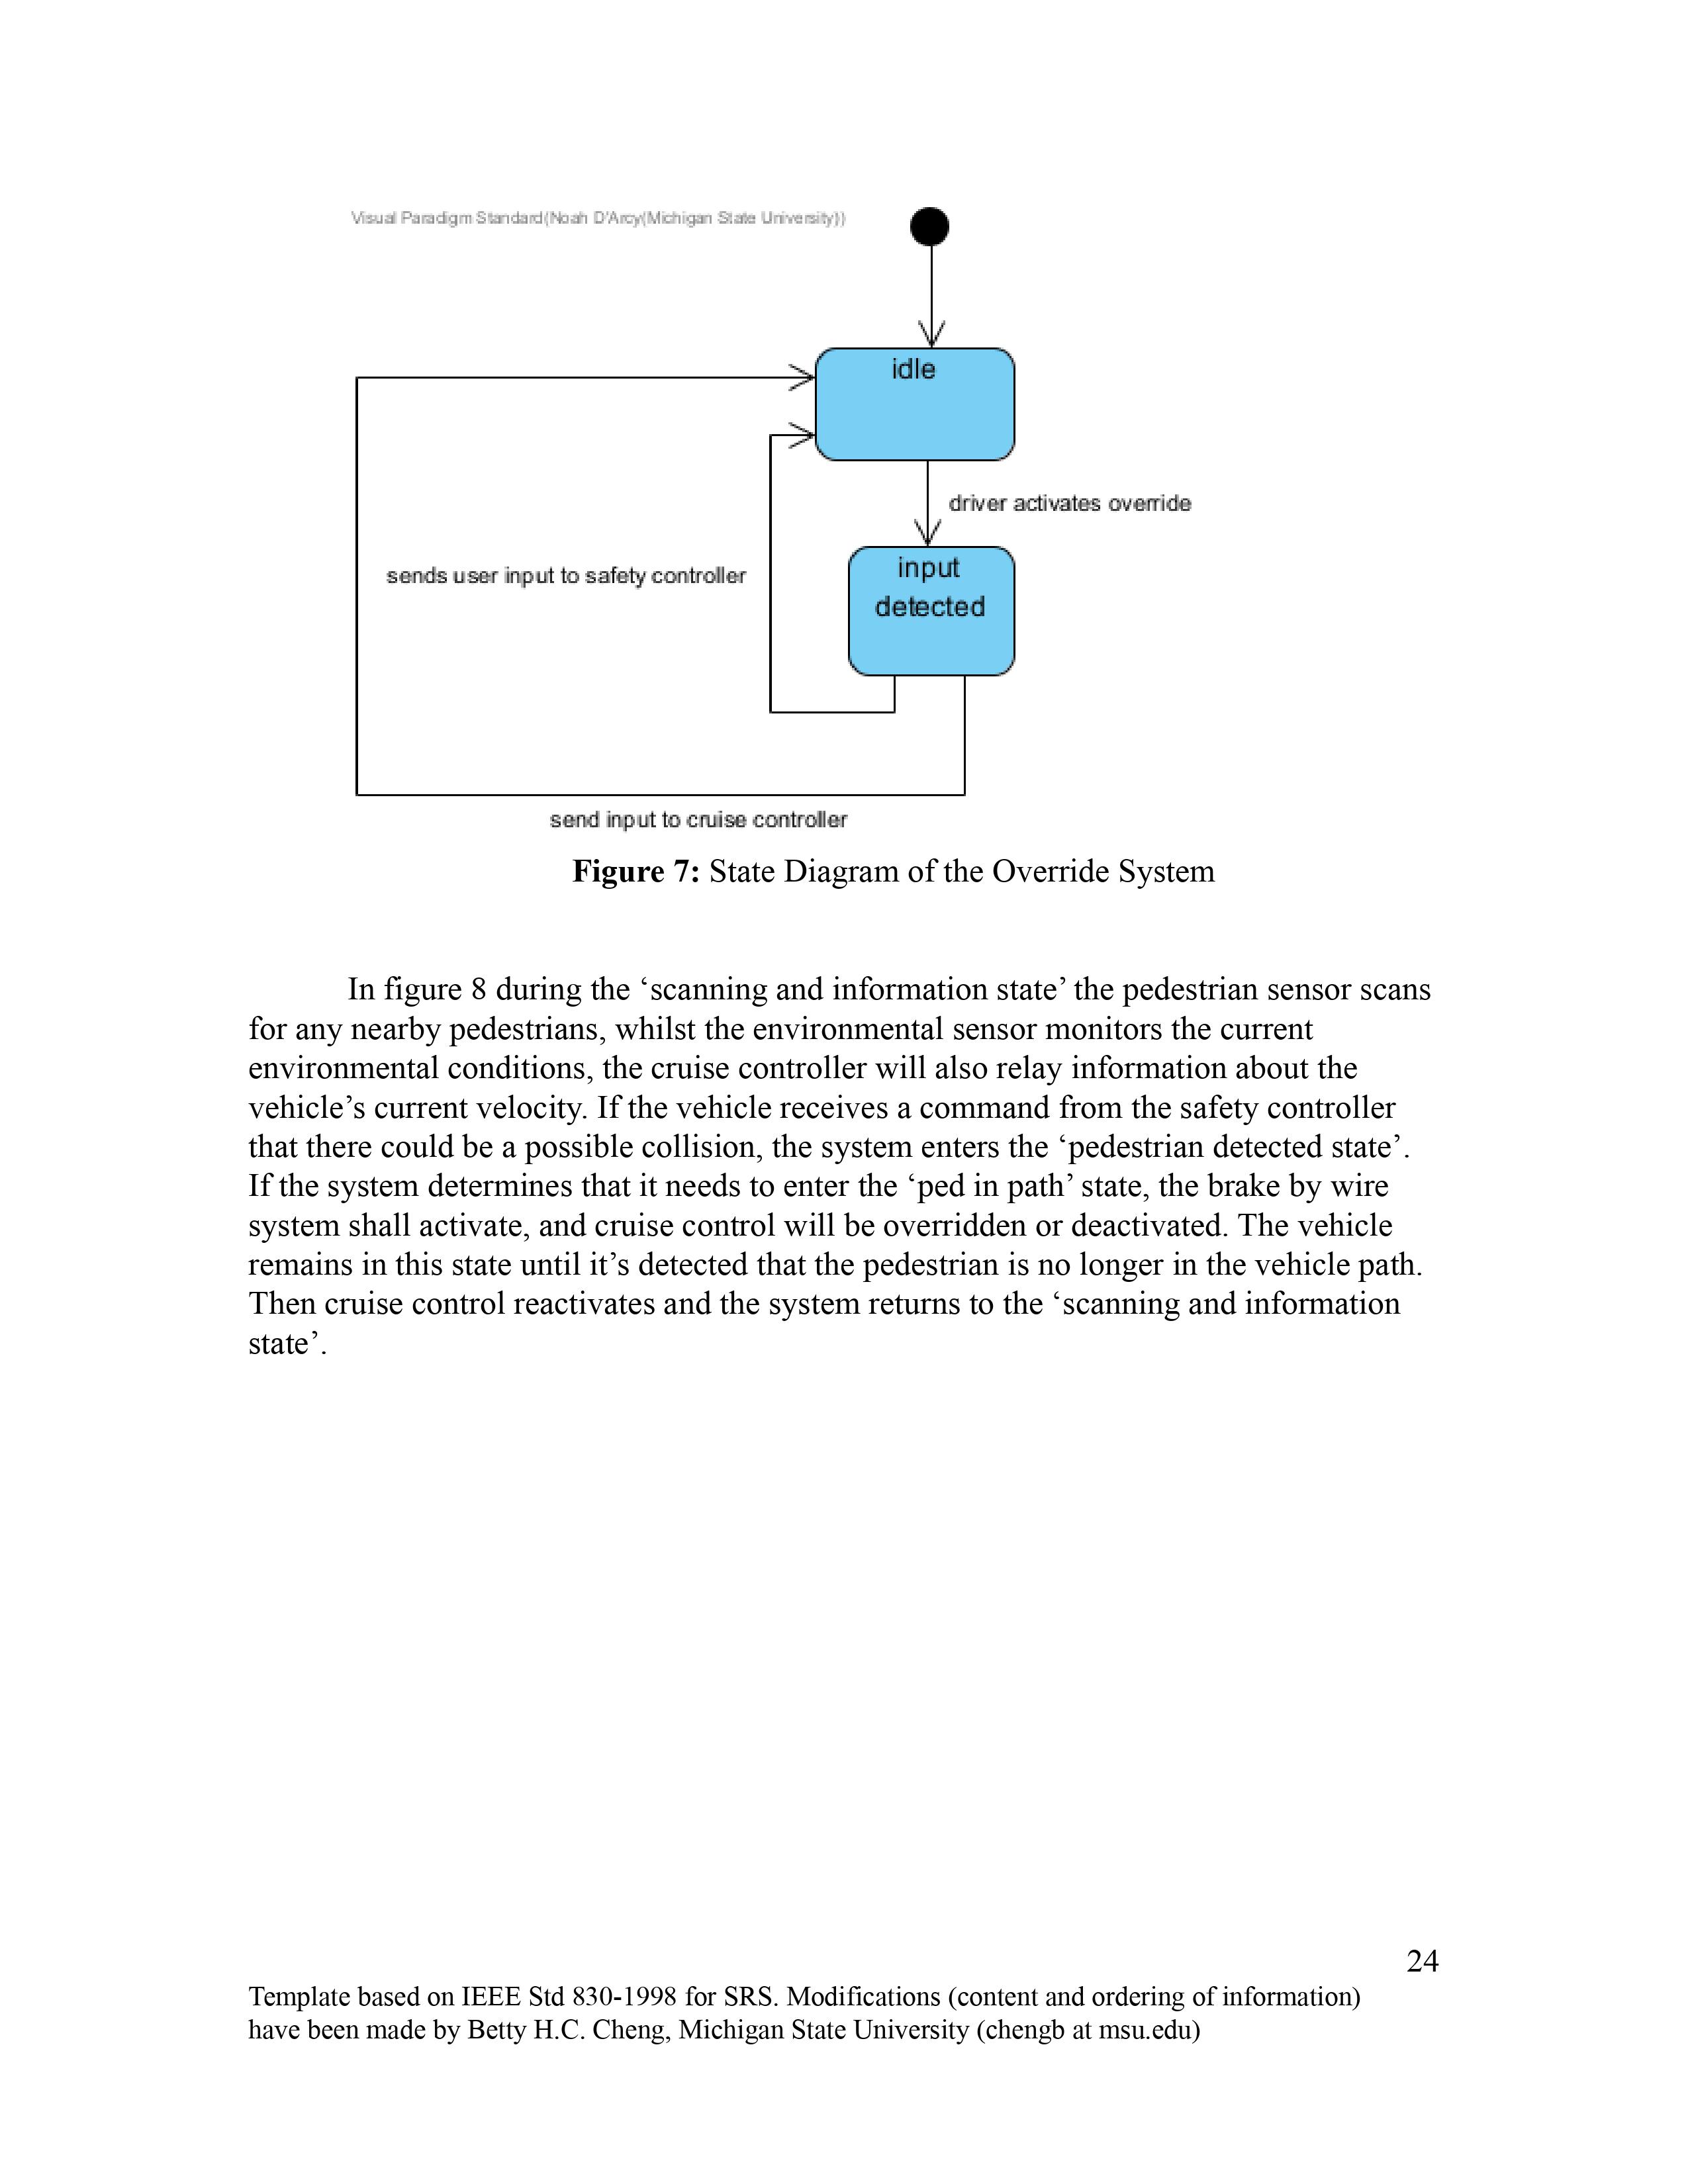 Visual Paradigm Standard(Noah D'Arcy(Michigan State University))
idle
driver activates override
input
detected
sends user input to safety controller
send input to cruise controller
Figure 7: State Diagram of the Override System
In figure 8 during the ‘scanning and information state’ the pedestrian sensor scans
for any nearby pedestrians, whilst the environmental sensor monitors the current
environmental conditions, the cruise controller will also relay information about the
vehicle’s current velocity. If the vehicle receives a command from the safety controller
that there could be a possible collision, the system enters the ‘pedestrian detected state’.
If the system determines that it needs to enter the ‘ped in path’ state, the brake by wire
system shall activate, and cruise control will be overridden or deactivated. The vehicle
remains in this state until it’s detected that the pedestrian is no longer in the vehicle path.
Then cruise control reactivates and the system returns to the ‘scanning and information
state’.
24
Template based on IEEE Std 830-1998 for SRS. Modifications (content and ordering of information)
have been made by Betty H.C. Cheng, Michigan State University (chengb at msu.edu)